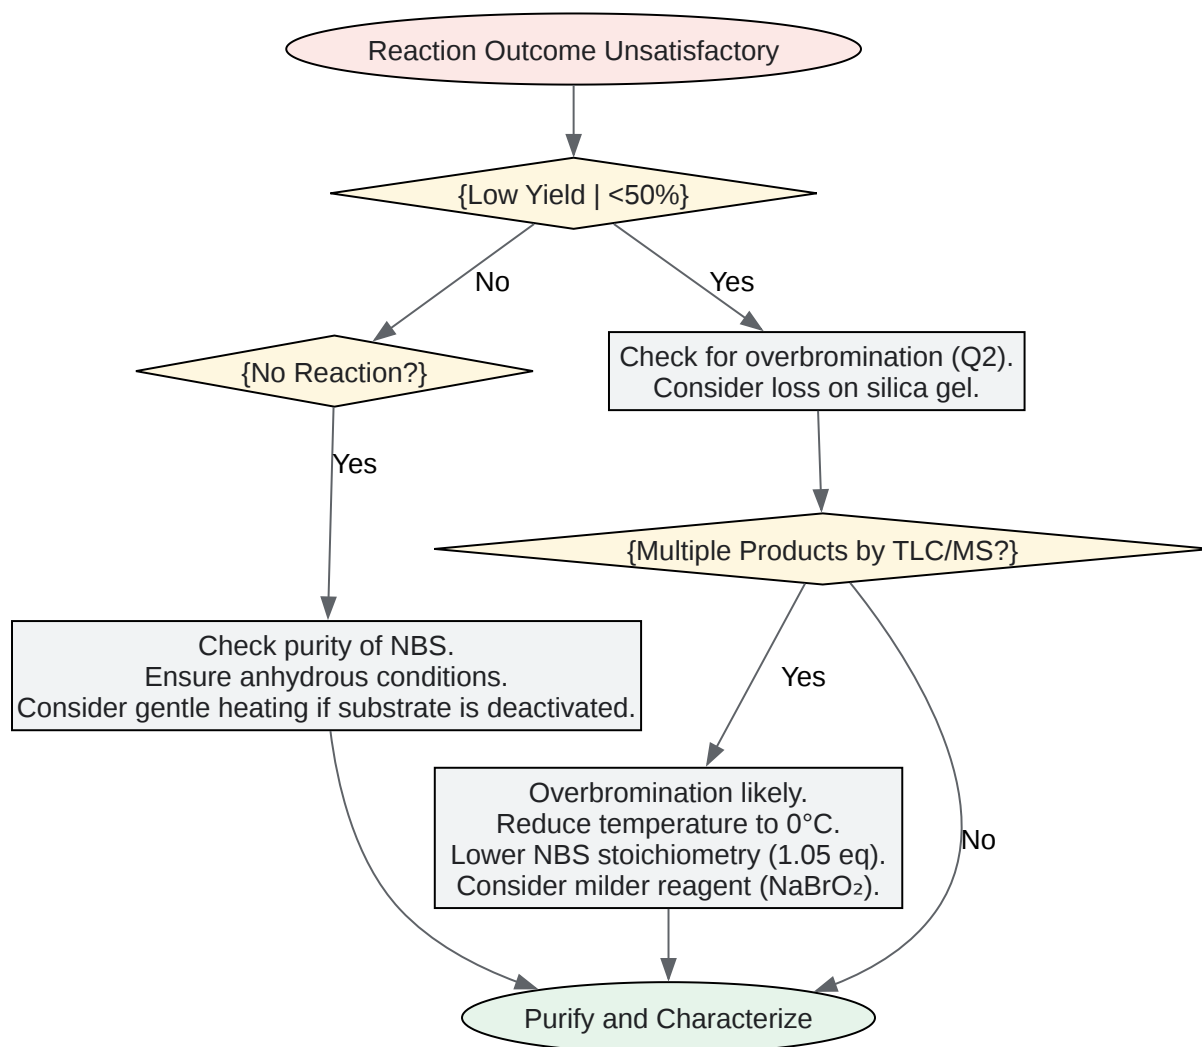 Reaction Outcome Unsatisfactory
{Low Yield | <50%}
No
Yes
{No Reaction?}
Check for overbromination (Q2).
Consider loss on silica gel.
Yes
{Multiple Products by TLC/MS?}
Check purity of NBS.
Ensure anhydrous conditions.
Consider gentle heating if substrate is deactivated.
Yes
Overbromination likely.
Reduce temperature to 0°C.
Lower NBS stoichiometry (1.05 eq).
Consider milder reagent (NaBrO₂).
No
Purify and Characterize